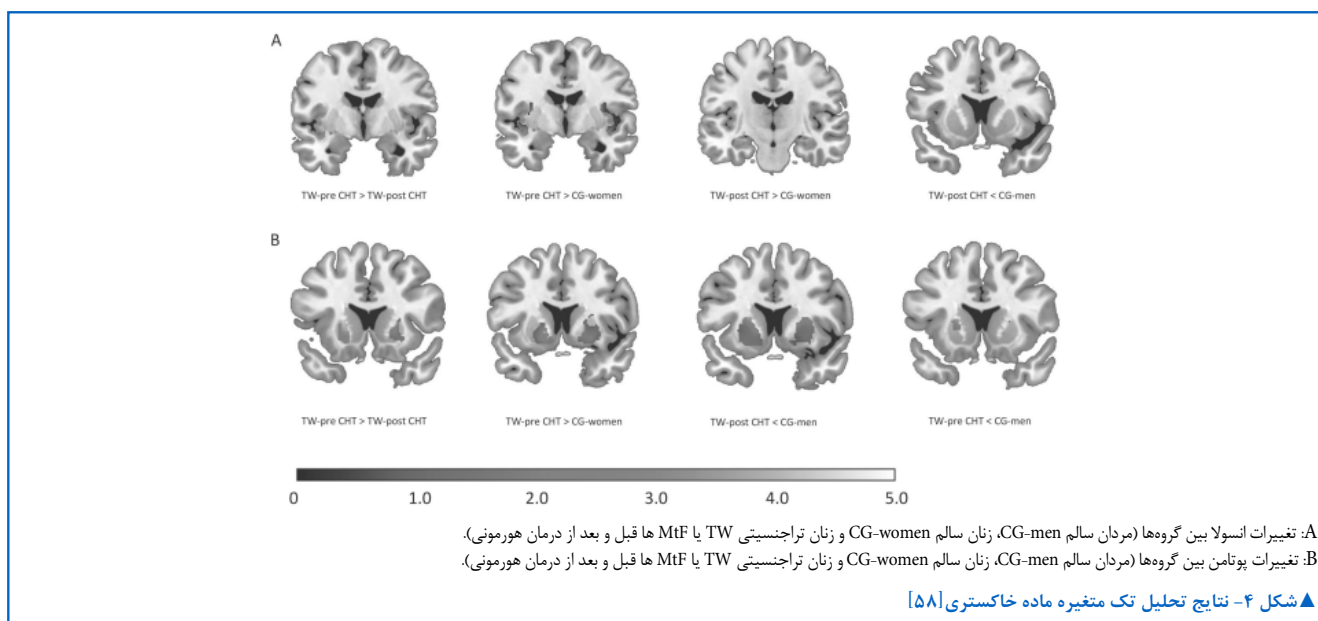 A
TW-pre CHT > TW-post CHT
TW-pre CHT > CG-women
TW-post CHT > CG-women
TW-post CHT < CG-men
B
TW-pre CHT > TW-post CHT
TW-pre CHT > CG-women
TW-post CHT < CG-men
TW-pre CHT < CG-men
0 1.0 2.0 3.0 4.0 5.0
A: تغییرات انسولا بین گروه‌ها (مردان سالم CG-men، زنان سالم CG-women و زنان تراجنسیتی TW یا MtF ها قبل و بعد از درمان هورمونی).
B: تغییرات پوتامن بین گروه‌ها (مردان سالم CG-men، زنان سالم CG-women و زنان تراجنسیتی TW یا MtF ها قبل و بعد از درمان هورمونی).
▲شکل ۴- نتایج تحلیل تک متغیره ماده خاکستری[۵۸]